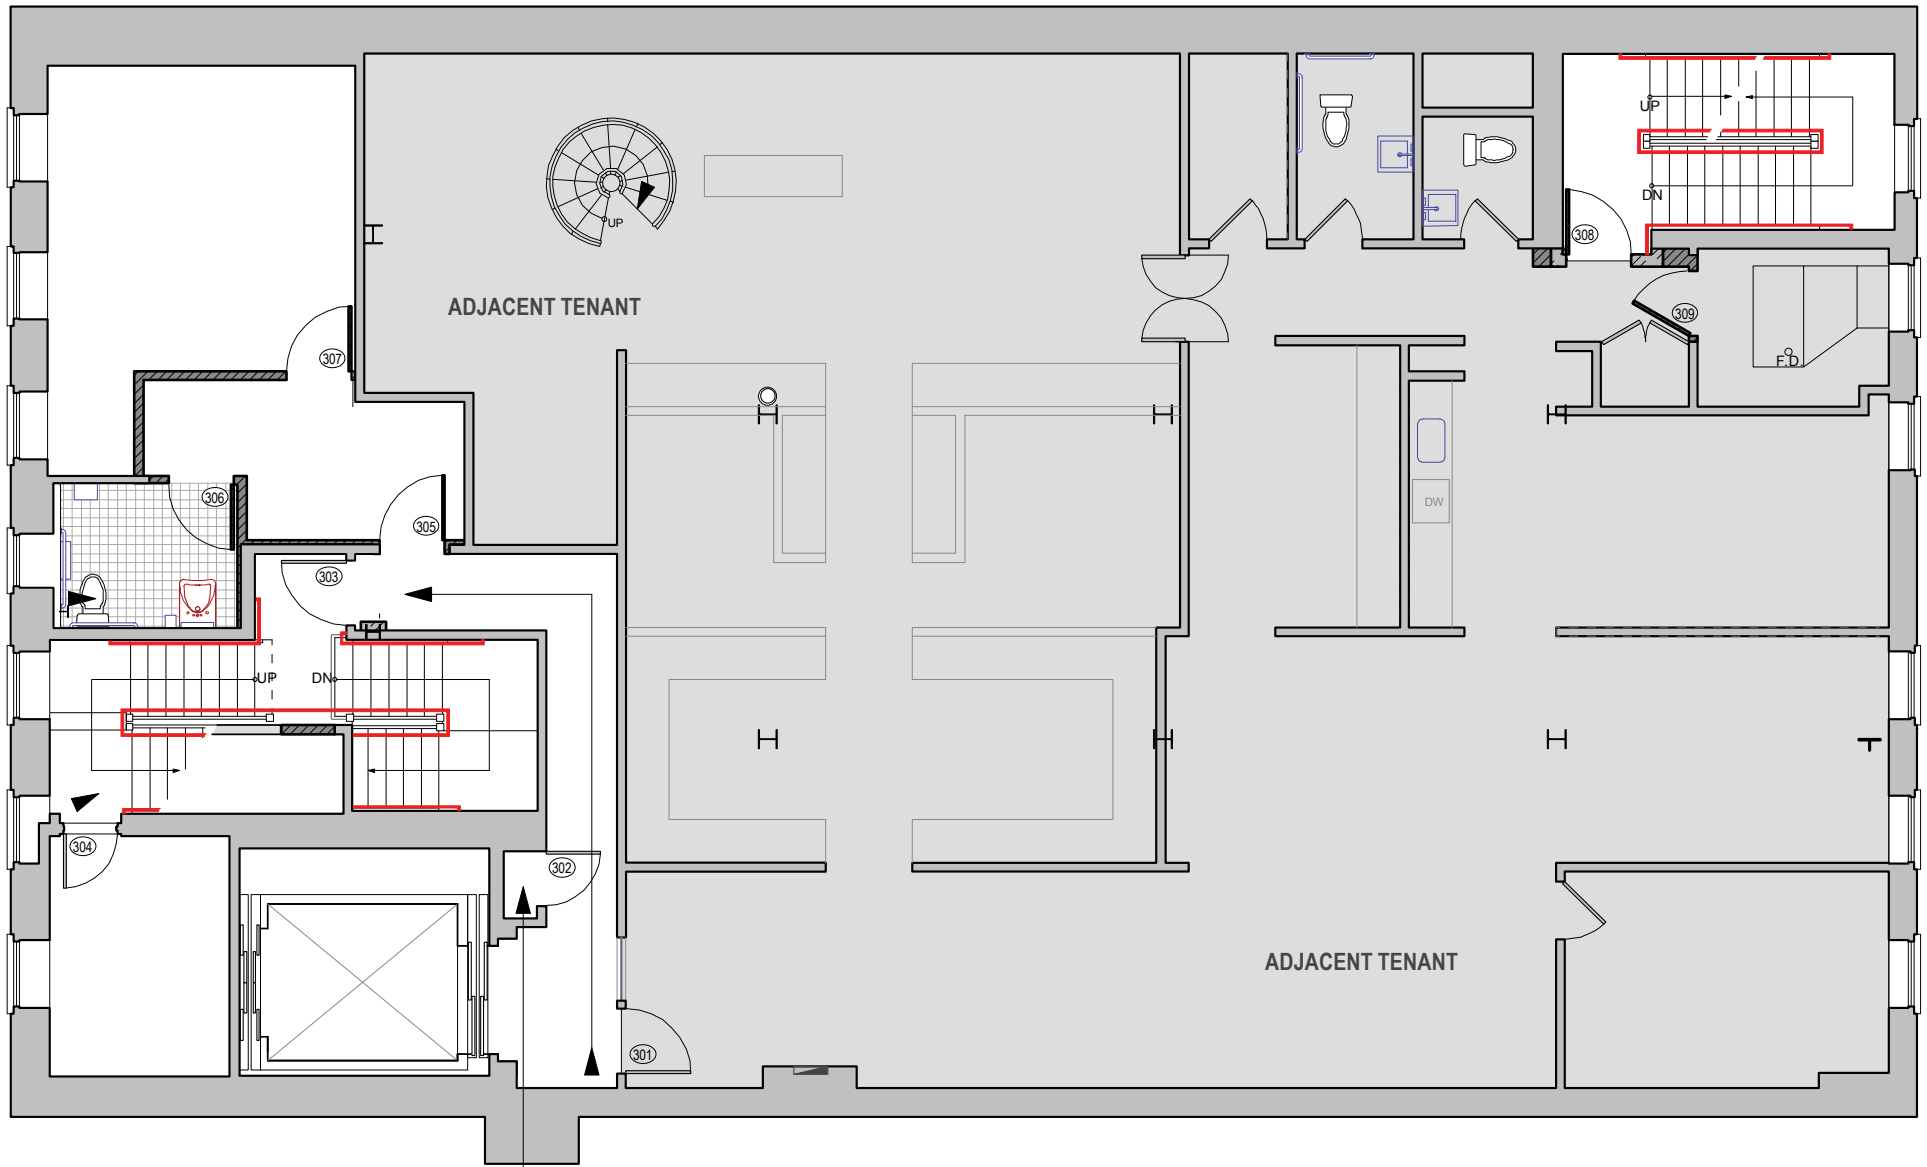 UP
DN
308
UP
ADJACENT TENANT
309
307
F.D.
306
305
DW
303
UP
DN
304
302
ADJACENT TENANT
301